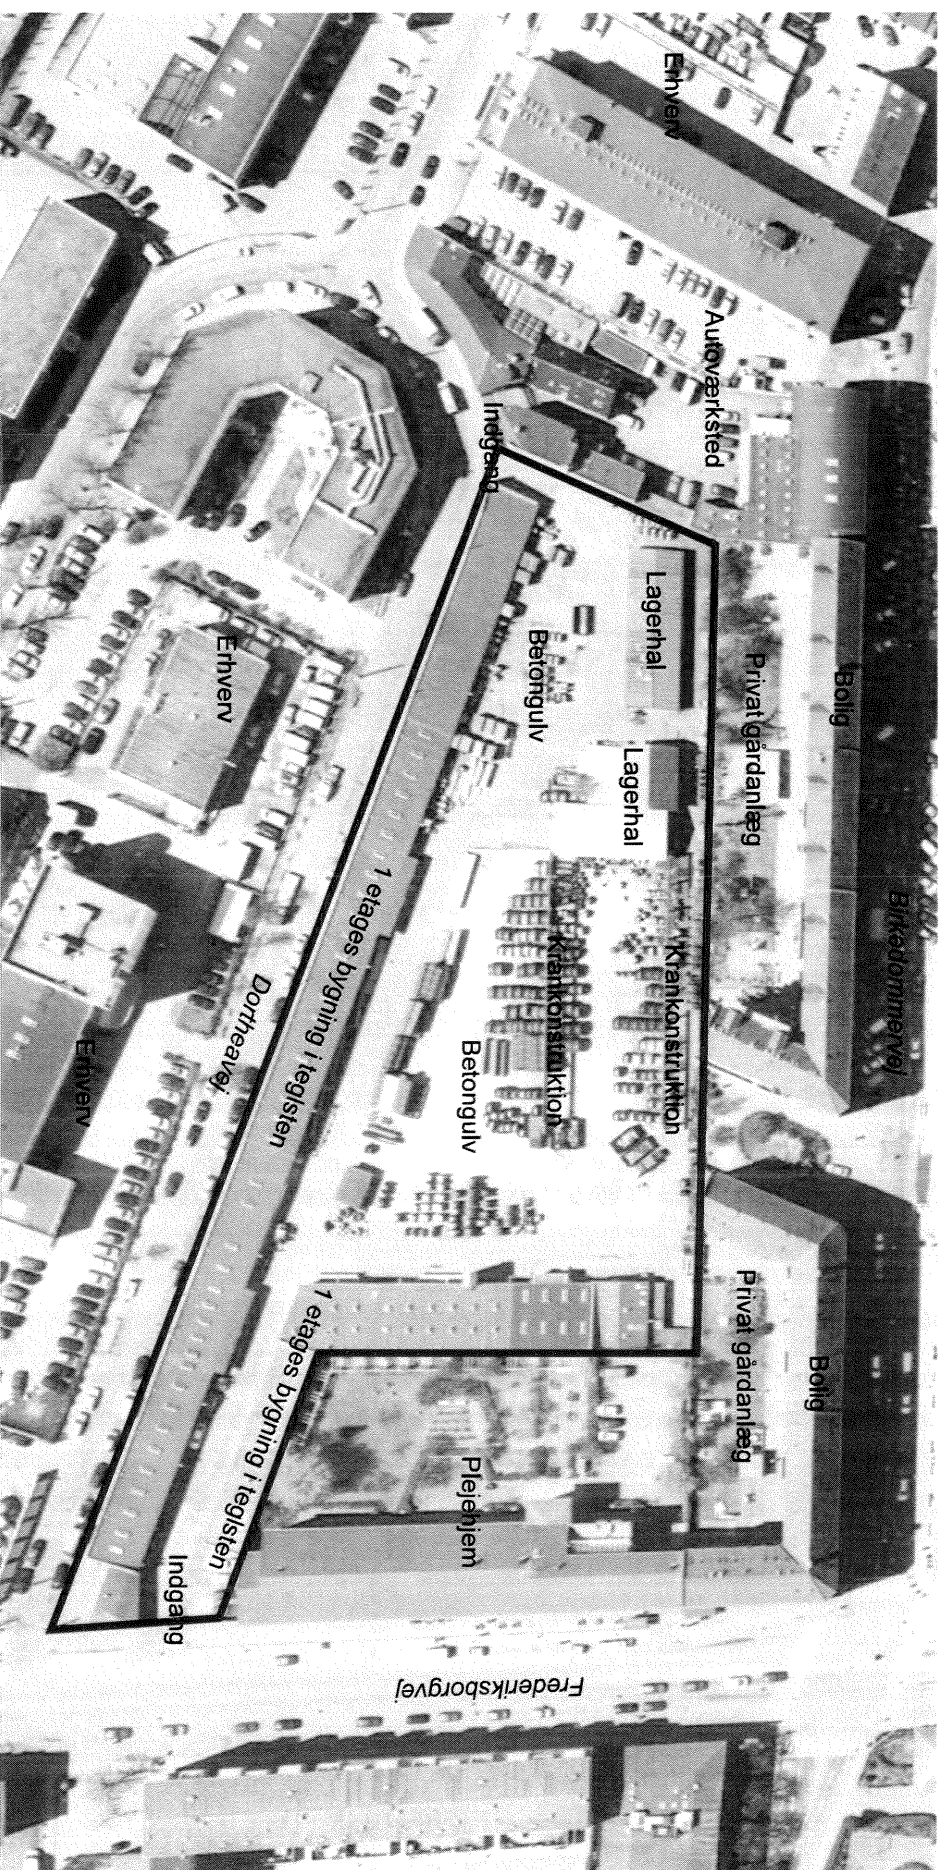 Erhverv
Autoværksted
Indgang
Lagerhal
Betongulv
Privat gårdanlæg
Bolig
Erhverv
Lagerhal
Birkedommervej
1 etages bygning i teglsten
Krankonstruktion
Krankonstruktion
Dortheavej
Betongulv
Erhverv
1 etages bygning i teglsten
Privat gårdanlæg
Bolig
Plejehjem
Indgang
Frederiksborgvej